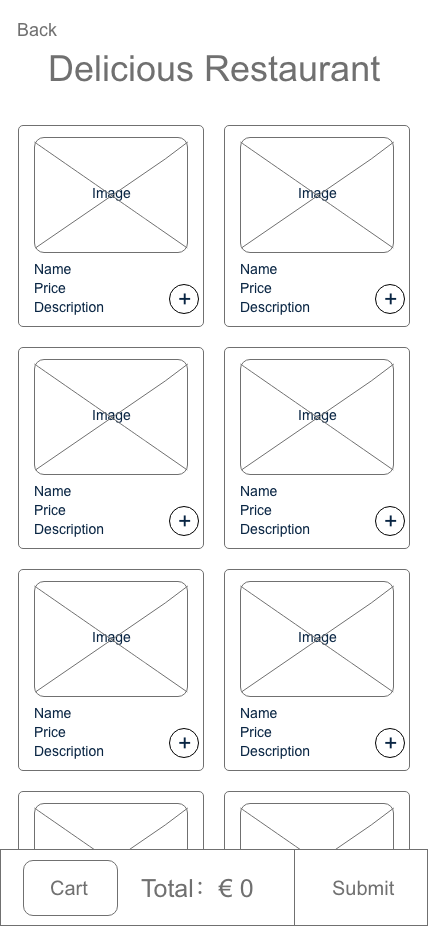 Back
Delicious Restaurant
Image
Name
Price
Description
+
Image
Name
Price
Description
+
Image
Name
Price
Description
+
Image
Name
Price
Description
+
Image
Name
Price
Description
+
Image
Name
Price
Description
+
Cart
Total：€ 0
Submit